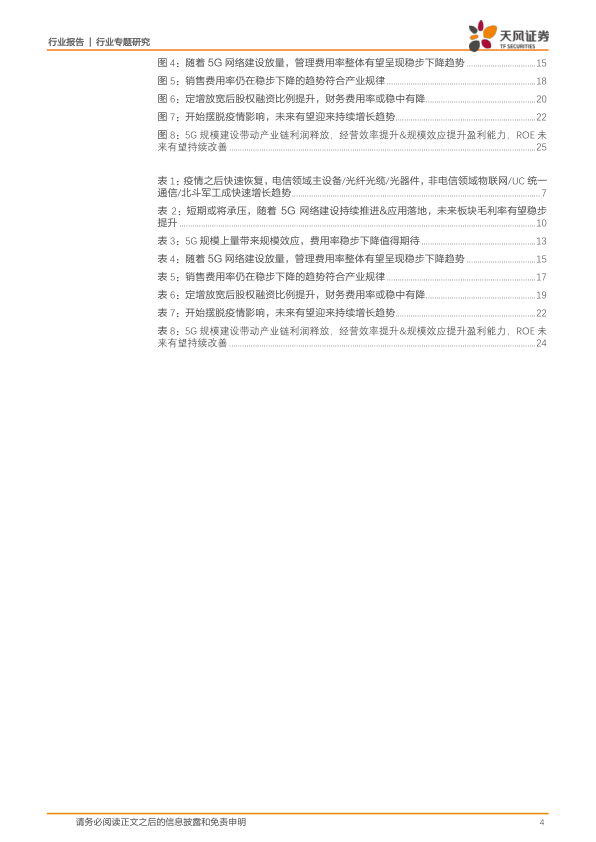 行业报告 | 行业专题研究
天风证券
TF SECURITIES
图 4：随着 5G 网络建设放量，管理费用率整体有望呈现稳步下降趋势 ............................ 15
图 5：销售费用率仍在稳步下降的趋势符合产业规律 ............................ 18
图 6：定增放宽后股权融资比例提升，财务费用率或稳中有降 ............................ 20
图 7：开始摆脱疫情影响，未来有望迎来持续增长趋势 ............................ 22
图 8：5G 规模建设带动产业链利润释放、经营效率提升&规模效应提升盈利能力，ROE 未
来有望持续改善 ............................ 25
表 1：疫情之后快速恢复，电信领域主设备/光纤光缆/光器件，非电信领域物联网/UC 统一
通信/北斗军工成快速增长趋势 ............................ 7
表 2：短期或将承压，随着 5G 网络建设持续推进&应用落地，未来板块毛利率有望稳步
提升 ............................ 10
表 3：5G 规模上量带来规模效应，费用率稳步下降值得期待 ............................ 13
表 4：随着 5G 网络建设放量，管理费用率整体有望呈现稳步下降趋势 ............................ 15
表 5：销售费用率仍在稳步下降的趋势符合产业规律 ............................ 17
表 6：定增放宽后股权融资比例提升，财务费用率或稳中有降 ............................ 19
表 7：开始摆脱疫情影响，未来有望迎来持续增长趋势 ............................ 22
表 8：5G 规模建设带动产业链利润释放、经营效率提升&规模效应提升盈利能力，ROE 未
来有望持续改善 ............................ 24
请务必阅读正文之后的信息披露和免责申明
4